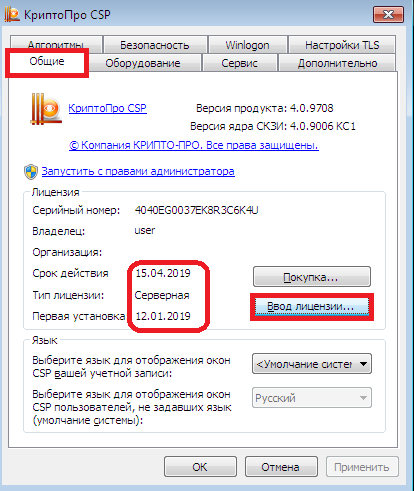 КриптоПро CSP
Алгоритмы Безопасность Winlogon Настройки TLS
Общие Оборудование Сервис Дополнительно
КриптоПро CSP Версия продукта: 4.0.9708
Версия ядра СКЗИ: 4.0.9006 KC1
© Компания КРИПТО-ПРО. Все права защищены.
Запустить с правами администратора
Лицензия
Серийный номер: 4040EG0037EK8R3C6K4U
Владелец: user
Организация:
Срок действия 15.04.2019 Покупка...
Тип лицензии: Серверная Ввод лицензии...
Первая установка: 12.01.2019
Язык
Выберите язык для отображения окон
CSP вашей учетной записи: <Умолчание систем
Выберите язык для отображения окон
CSP пользователей, не задавших язык
(умолчание системы): Русский
ОК Отмена Применить